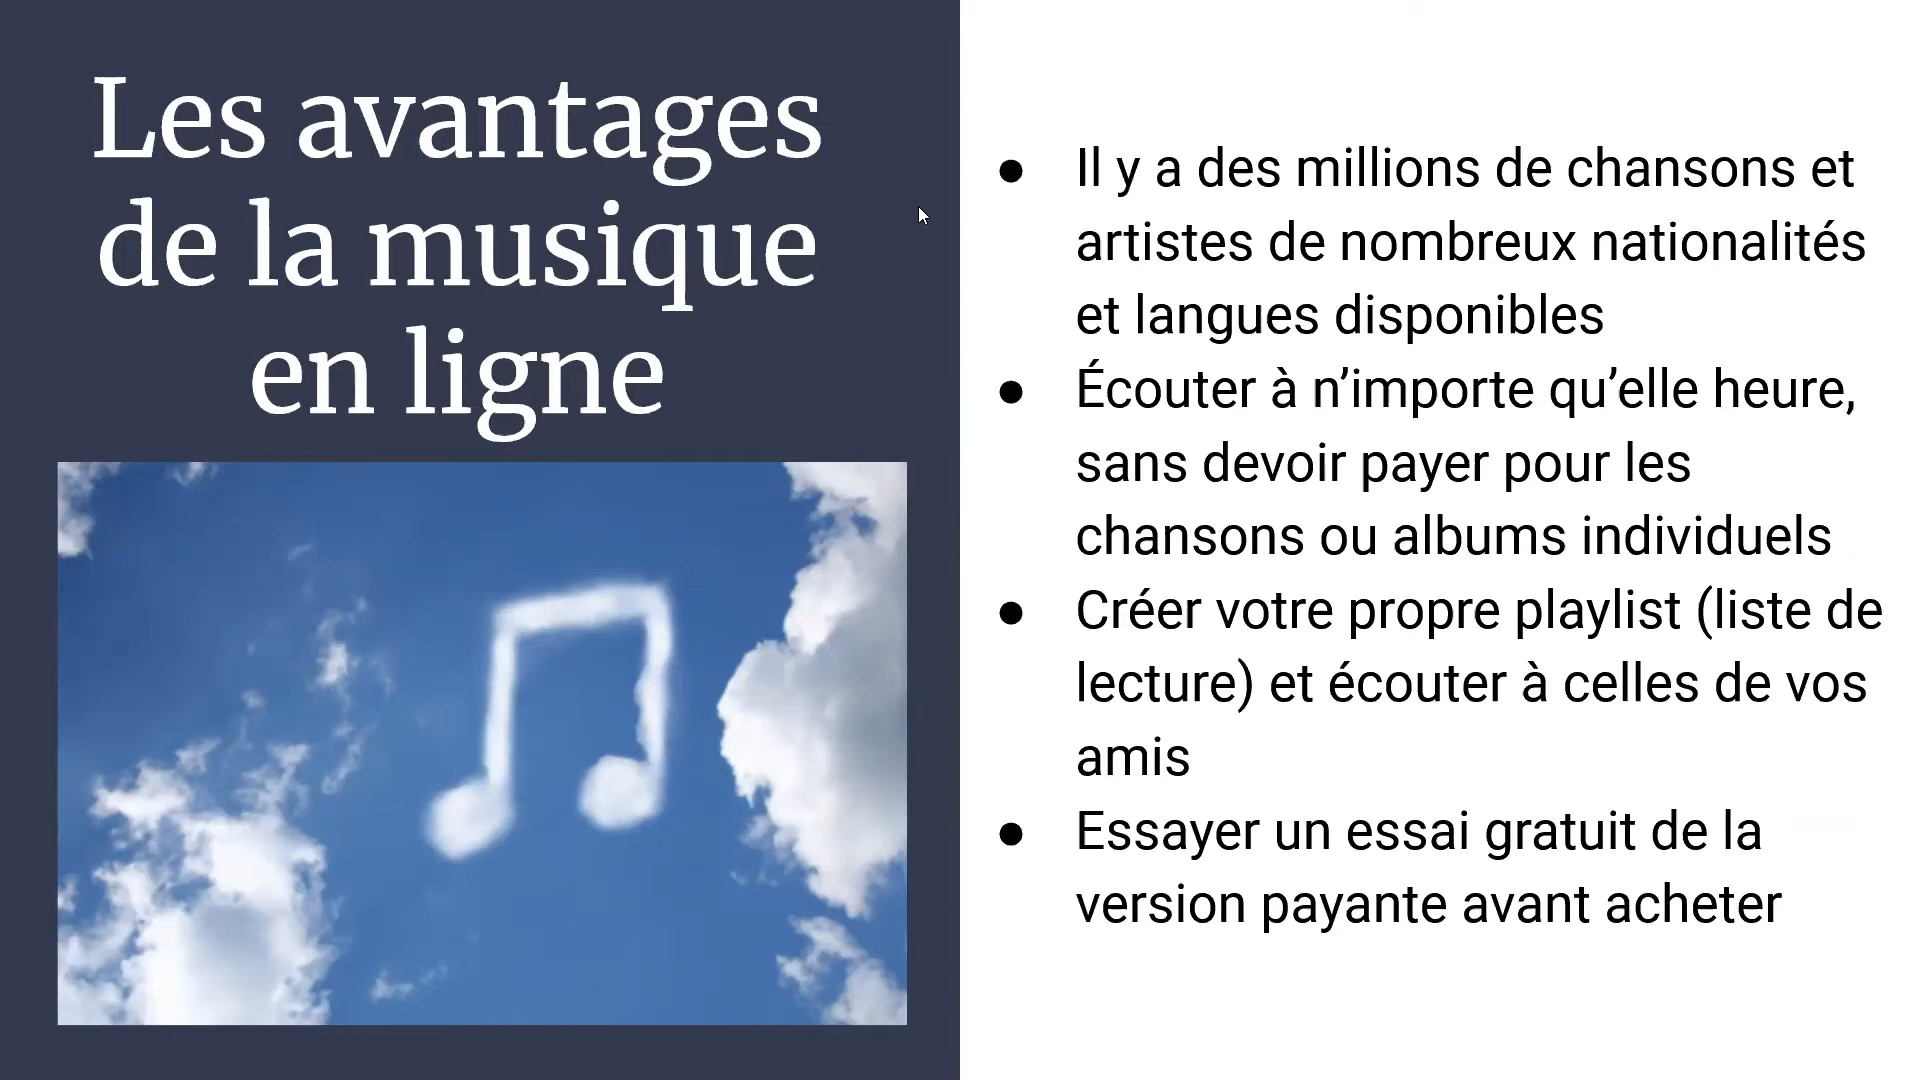 Les avantages
de la musique
en ligne
● Il y a des millions de chansons et
artistes de nombreux nationalités
et langues disponibles
● Écouter à n’importe qu’elle heure,
sans devoir payer pour les
chansons ou albums individuels
● Créer votre propre playlist (liste de
lecture) et écouter à celles de vos
amis
● Essayer un essai gratuit de la
version payante avant acheter